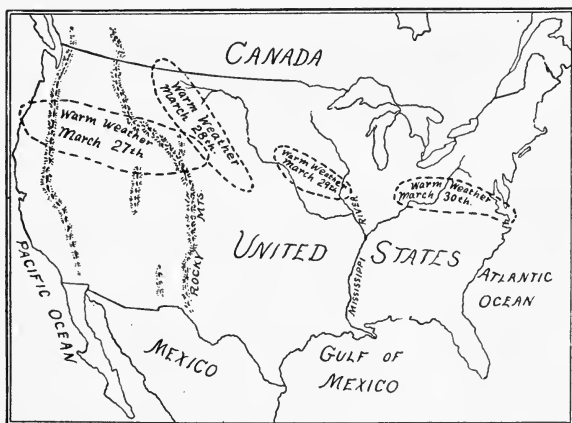 CANADA
Warm Weather
March 27th
Warm Weather
March 28th.
Warm Weather
March 29th.
Warm Weather
March 30th.
ROCKY MTS.
UNITED STATES
MISSISSIPPI RIVER
PACIFIC OCEAN
ATLANTIC
OCEAN
MEXICO
GULF OF
MEXICO